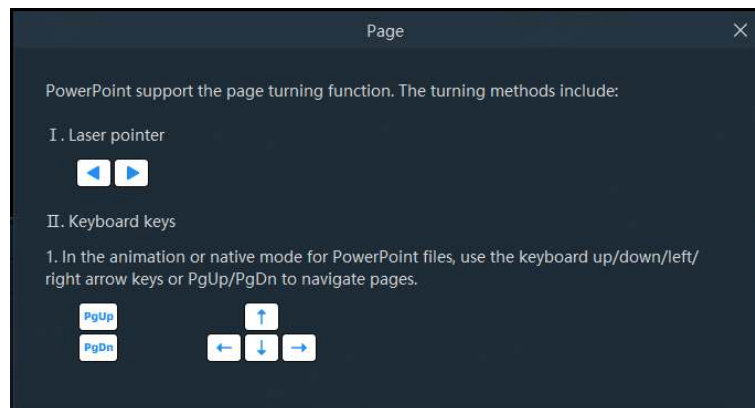 Page
PowerPoint support the page turning function. The turning methods include:
Ⅰ. Laser pointer
Ⅱ. Keyboard keys
1. In the animation or native mode for PowerPoint files, use the keyboard up/down/left/
right arrow keys or PgUp/PgDn to navigate pages.
PgUp ↑
PgDn ← ↓ →